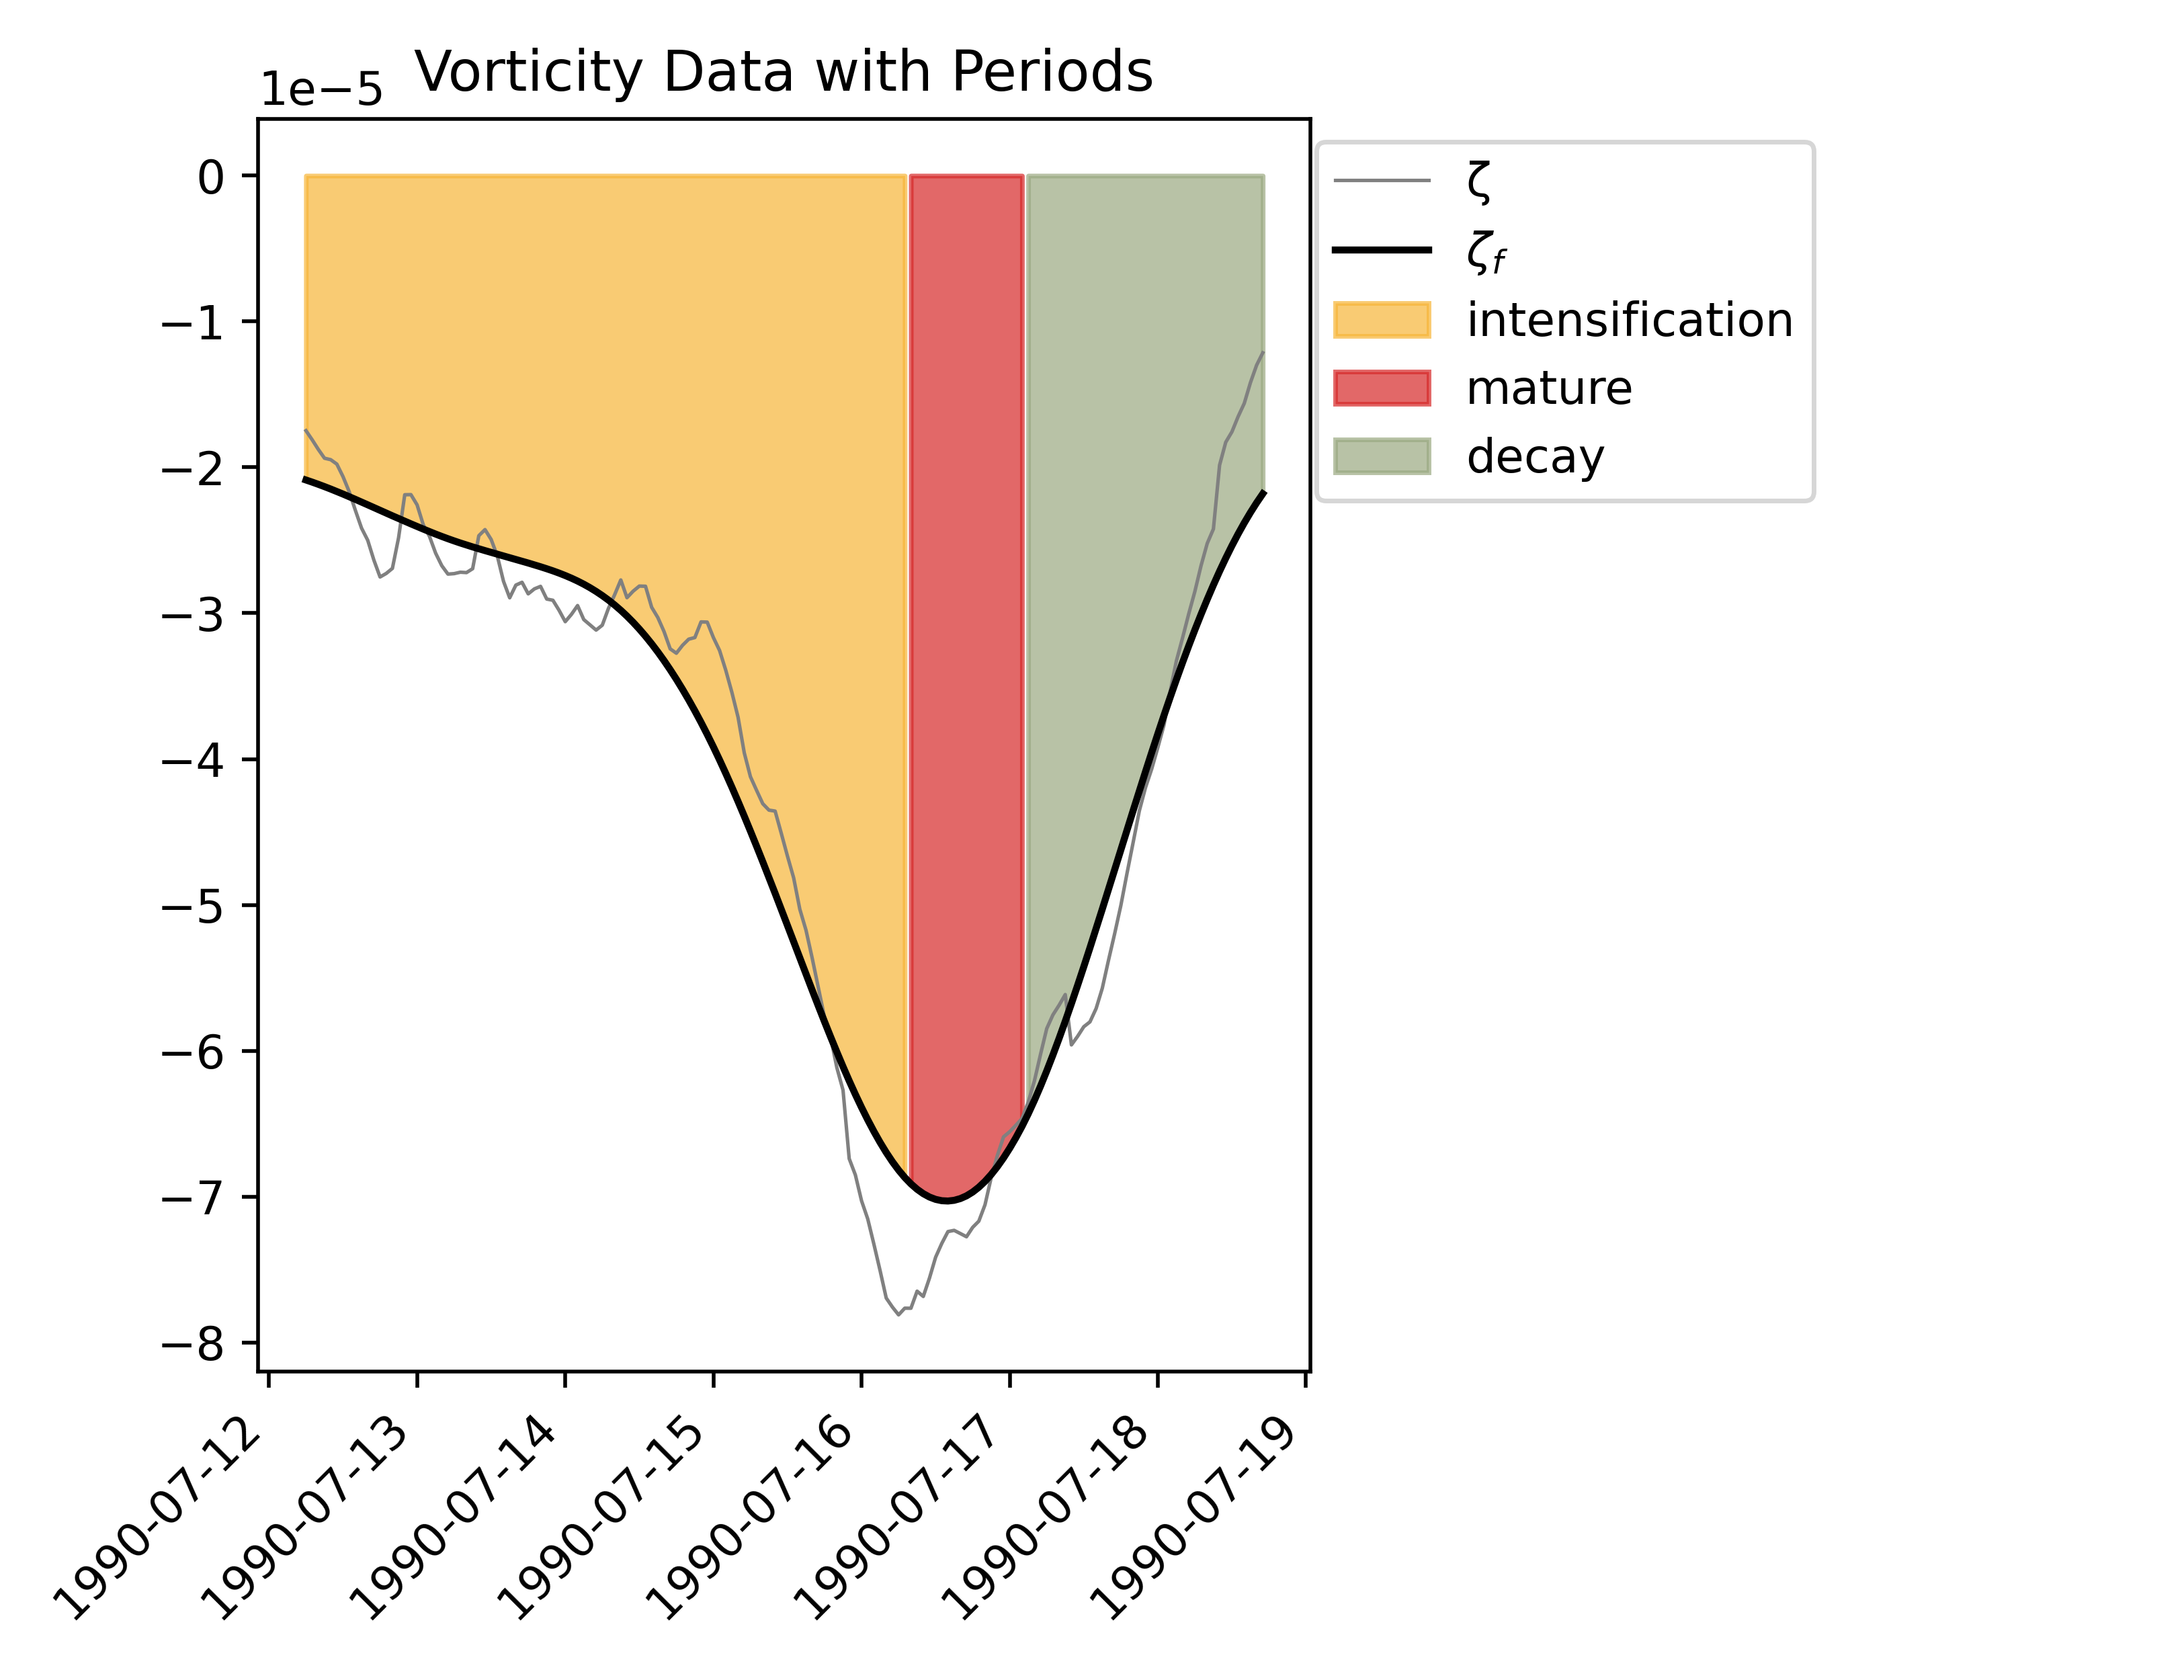 Vorticity Data with Periods
1e−5
0
−1
−2
−3
−4
−5
−6
−7
−8
1990-07-12
1990-07-13
1990-07-14
1990-07-15
1990-07-16
1990-07-17
1990-07-18
1990-07-19
ζ
ζf
intensification
mature
decay